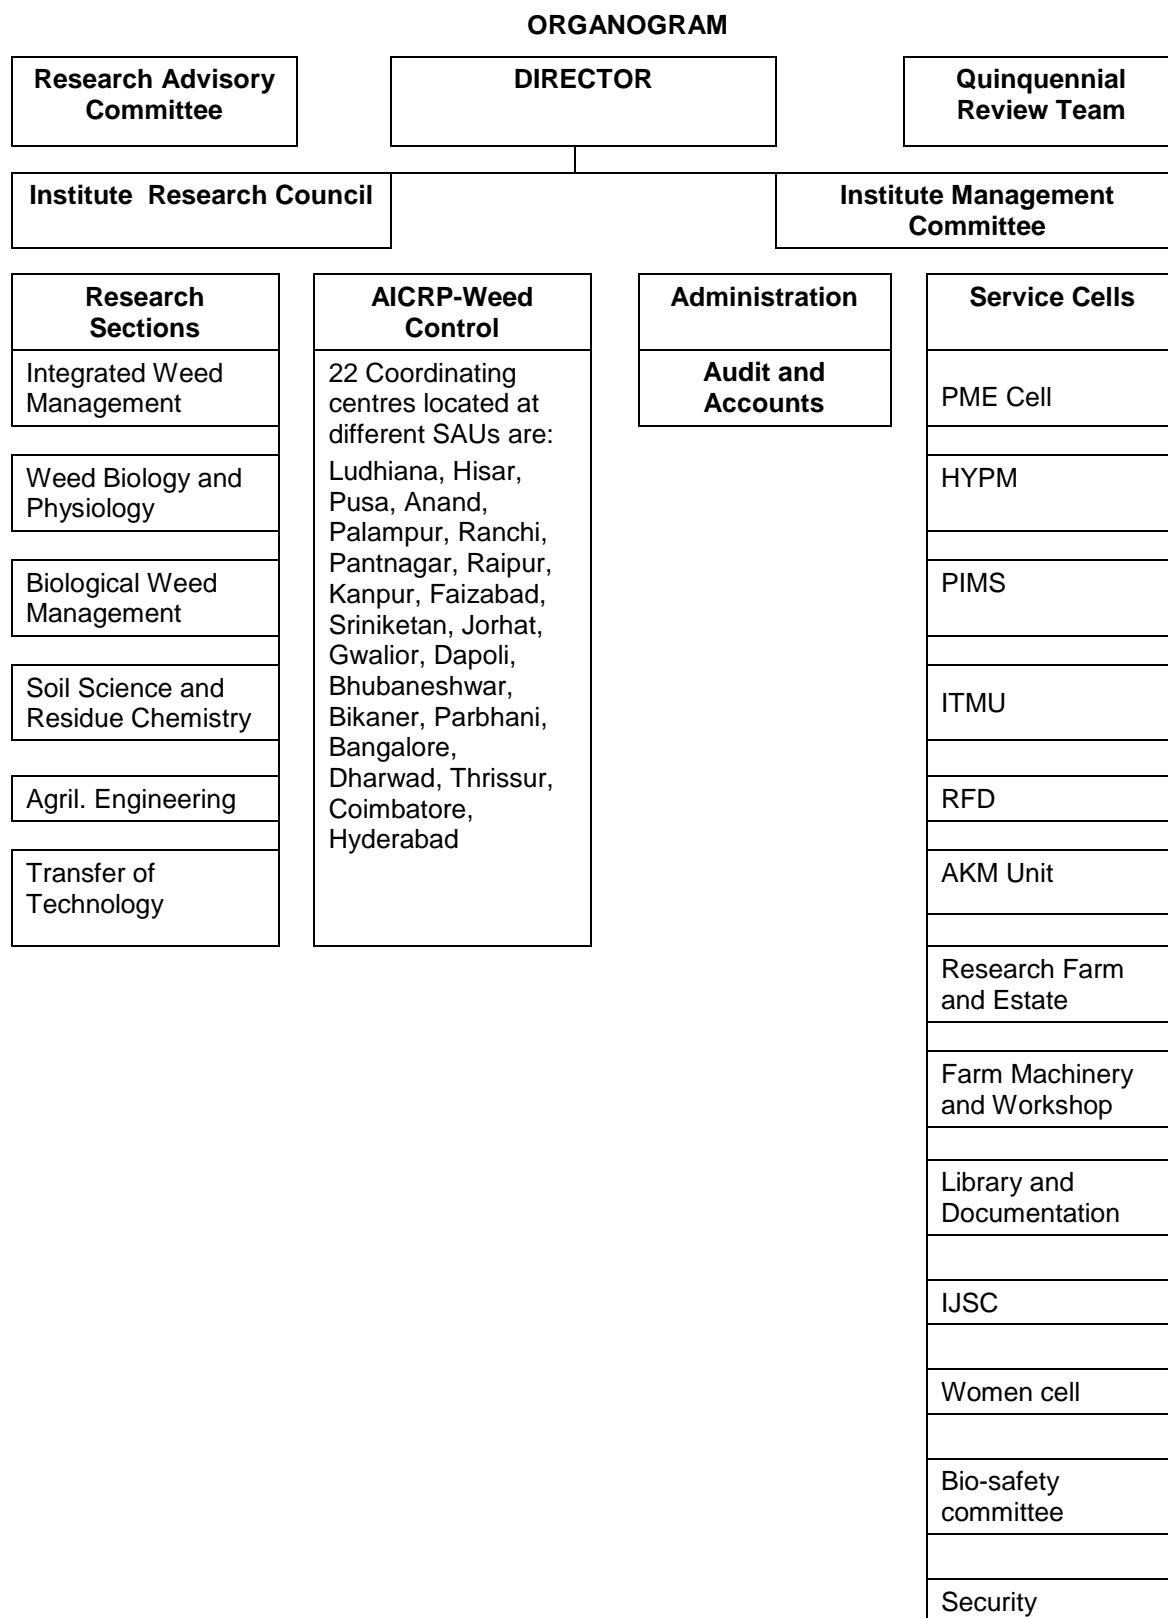 ORGANOGRAM
Research Advisory
Committee
DIRECTOR
Quinquennial
Review Team
Institute Research Council
Institute Management
Committee
Research
Sections
Integrated Weed
Management
Weed Biology and
Physiology
Biological Weed
Management
Soil Science and
Residue Chemistry
Agril. Engineering
Transfer of
Technology
AICRP-Weed
Control
22 Coordinating
centres located at
different SAUs are:
Ludhiana, Hisar,
Pusa, Anand,
Palampur, Ranchi,
Pantnagar, Raipur,
Kanpur, Faizabad,
Sriniketan, Jorhat,
Gwalior, Dapoli,
Bhubaneshwar,
Bikaner, Parbhani,
Bangalore,
Dharwad, Thrissur,
Coimbatore,
Hyderabad
Administration
Audit and
Accounts
Service Cells
PME Cell
HYPM
PIMS
ITMU
RFD
AKM Unit
Research Farm
and Estate
Farm Machinery
and Workshop
Library and
Documentation
IJSC
Women cell
Bio-safety
committee
Security